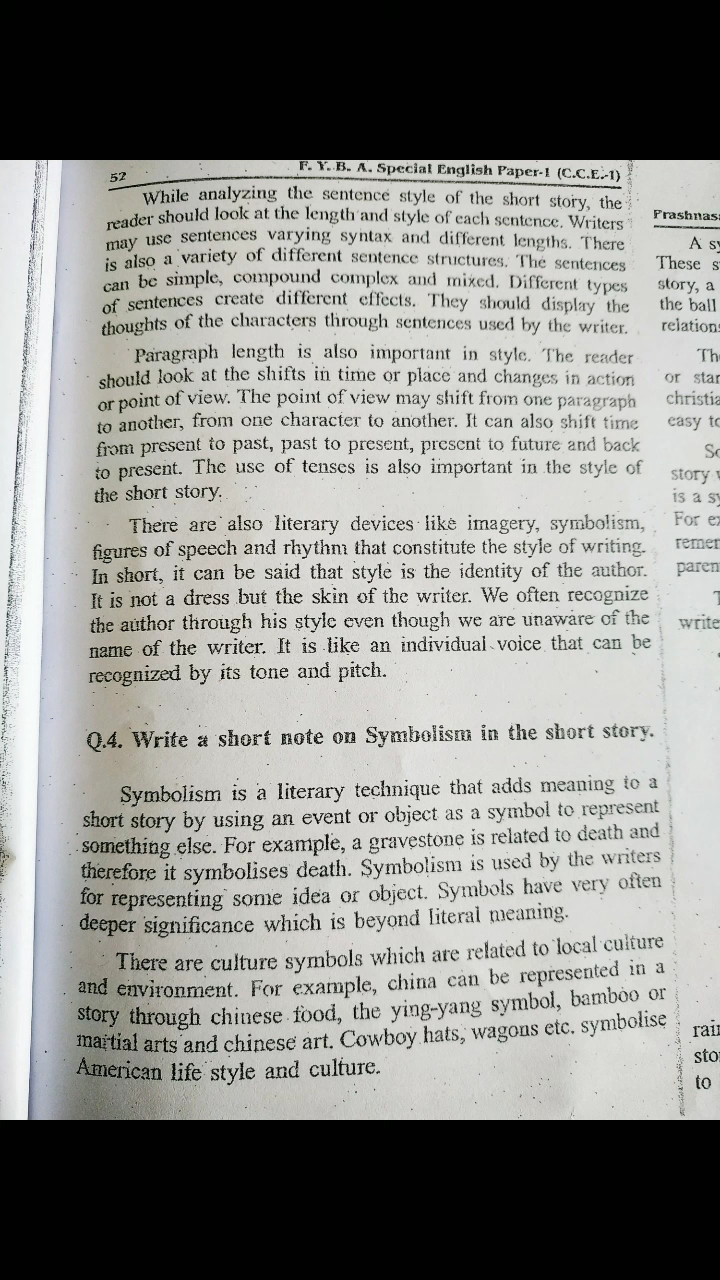 52
F. Y. B. A. Special English Paper-1 (C.C.E.-1)
While analyzing the sentence style of the short story, the
reader should look at the length and style of each sentence. Writers
may use sentences varying syntax and different lengths. There
is also a variety of different sentence structures. The sentences
can be simple, compound complex and mixed. Different types
of sentences create different effects. They should display the
thoughts of the characters through sentences used by the writer.
Paragraph length is also important in style. The reader
should look at the shifts in time or place and changes in action
or point of view. The point of view may shift from one paragraph
to another, from one character to another. It can also shift time
from present to past, past to present, present to future and back
to present. The use of tenses is also important in the style of
the short story.
There are also literary devices like imagery, symbolism,
figures of speech and rhythm that constitute the style of writing.
In short, it can be said that style is the identity of the author.
It is not a dress but the skin of the writer. We often recognize
the author through his style even though we are unaware of the
name of the writer. It is like an individual voice that can be
recognized by its tone and pitch.
Q.4. Write a short note on Symbolism in the short story.
Symbolism is a literary technique that adds meaning to a
short story by using an event or object as a symbol to represent
something else. For example, a gravestone is related to death and
therefore it symbolises death. Symbolism is used by the writers
for representing some idea or object. Symbols have very often
deeper significance which is beyond literal meaning.
There are culture symbols which are related to local culture
and environment. For example, china can be represented in a
story through chinese food, the ying-yang symbol, bamboo or
martial arts and chinese art. Cowboy hats, wagons etc. symbolise
American life style and culture.
A
These
story, a
the ball
or
easy
story
is a
For
write
to